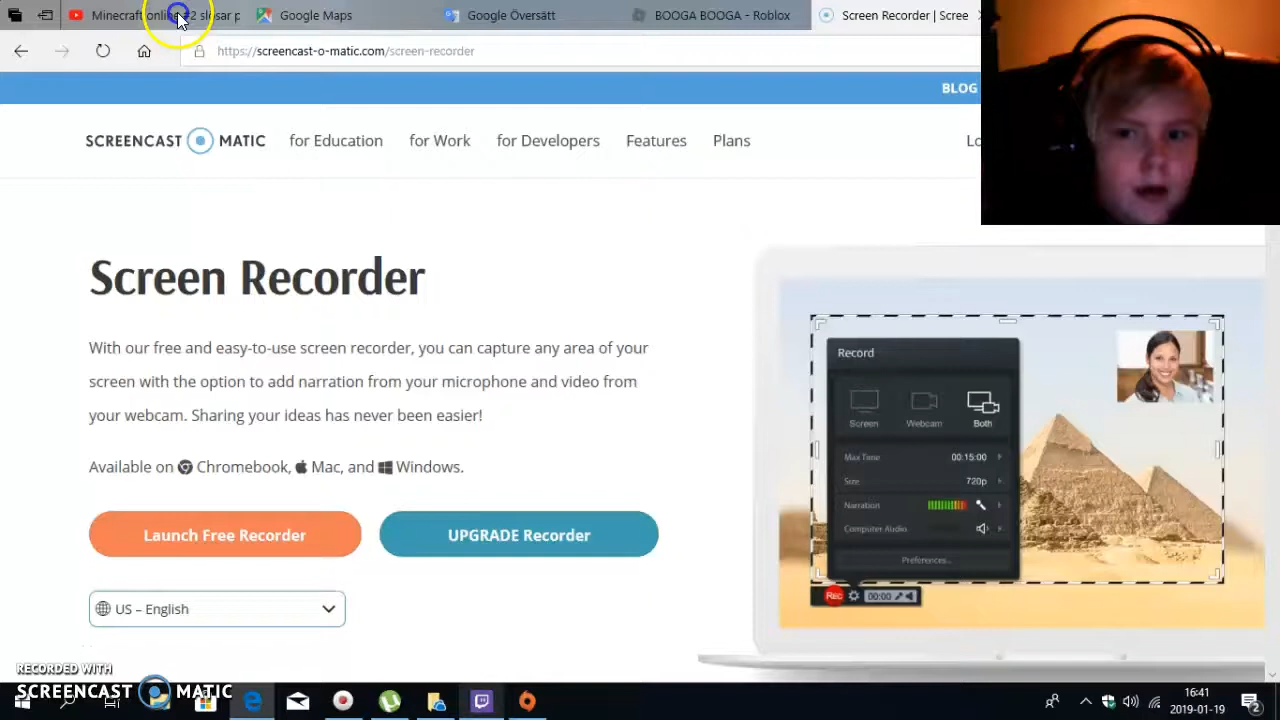 Minecraft online 2 slosar p
Google Maps
Google Översätt
BOOGA BOOGA - Roblox
Screen Recorder | Scree
https://screencast-o-matic.com/screen-recorder
BLOG
SCREENCAST MATIC
for Education
for Work
for Developers
Features
Plans
Lo
Screen Recorder
With our free and easy-to-use screen recorder, you can capture any area of your
screen with the option to add narration from your microphone and video from
your webcam. Sharing your ideas has never been easier!
Available on Chromebook, Mac, and Windows.
Launch Free Recorder
UPGRADE Recorder
US – English
Record
Screen
Webcam
Both
Max Time 00:15:00
Size 720p
Narration
Computer Audio
Preferences...
Rec 00:00
RECORDED WITH
SCREENCAST MATIC
16:41
2019-01-19
2